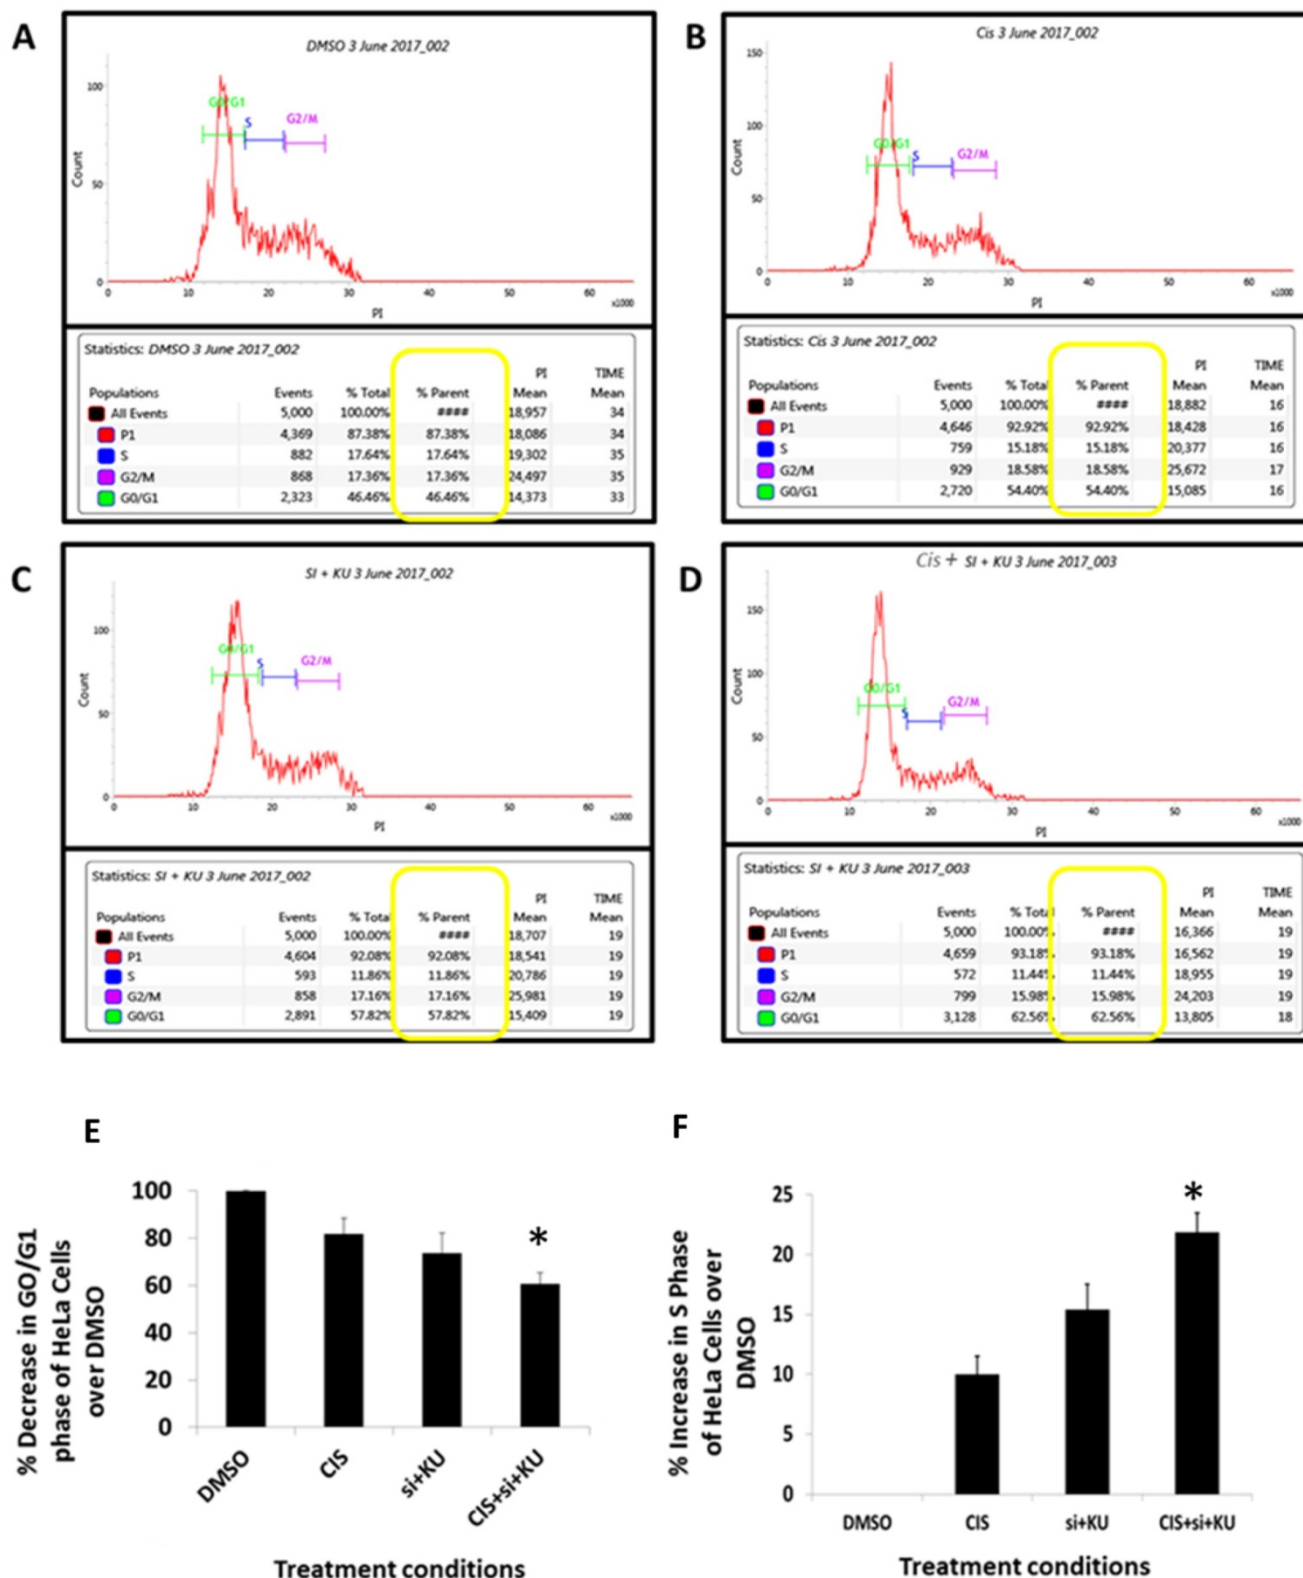 A
DMSO 3 June 2017_002
100
50
0
Count
G0/G1
S
G2/M
0 10 20 30 40 50 60 x1000
PI
Statistics: DMSO 3 June 2017_002
PI TIME
Populations Events % Total % Parent Mean Mean
All Events 5,000 100.00% #### 18,957 34
P1 4,369 87.38% 87.38% 18,086 34
S 882 17.64% 17.64% 19,302 35
G2/M 868 17.36% 17.36% 24,497 35
G0/G1 2,323 46.46% 46.46% 14,373 33
B
Cis 3 June 2017_002
150
100
50
0
Count
G0/G1
S
G2/M
0 10 20 30 40 50 60 x1000
PI
Statistics: Cis 3 June 2017_002
PI TIME
Populations Events % Total % Parent Mean Mean
All Events 5,000 100.00% #### 18,882 16
P1 4,646 92.92% 92.92% 18,428 16
S 759 15.18% 15.18% 20,377 16
G2/M 929 18.58% 18.58% 25,672 17
G0/G1 2,720 54.40% 54.40% 15,085 16
C
SI + KU 3 June 2017_002
100
50
0
Count
G0/G1
S
G2/M
0 10 20 30 40 50 60 x1000
PI
Statistics: SI + KU 3 June 2017_002
PI TIME
Populations Events % Total % Parent Mean Mean
All Events 5,000 100.00% #### 18,707 19
P1 4,604 92.08% 92.08% 18,541 19
S 593 11.86% 11.86% 20,786 19
G2/M 858 17.16% 17.16% 25,981 19
G0/G1 2,891 57.82% 57.82% 15,409 19
D
Cis + SI + KU 3 June 2017_003
150
100
50
0
Count
G0/G1
S
G2/M
0 10 20 30 40 50 60 x1000
PI
Statistics: SI + KU 3 June 2017_003
PI TIME
Populations Events % Total % Parent Mean Mean
All Events 5,000 100.00% #### 16,366 19
P1 4,659 93.18% 93.18% 16,562 19
S 572 11.44% 11.44% 18,955 19
G2/M 799 15.98% 15.98% 24,203 19
G0/G1 3,128 62.56% 62.56% 13,805 18
E
% Decrease in GO/G1
phase of HeLa Cells
over DMSO
100
80
60
40
20
0
*
DMSO CIS si+KU CIS+si+KU
Treatment conditions
F
% Increase in S Phase
of HeLa Cells over
DMSO
25
20
15
10
5
0
*
DMSO CIS si+KU CIS+si+KU
Treatment conditions